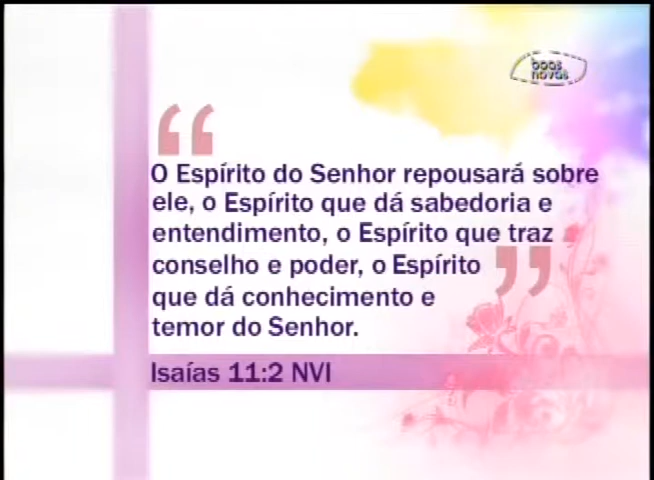 boas
novas
“
O Espírito do Senhor repousará sobre
ele, o Espírito que dá sabedoria e
entendimento, o Espírito que traz
conselho e poder, o Espírito ”
que dá conhecimento e
temor do Senhor.
Isaías 11:2 NVI